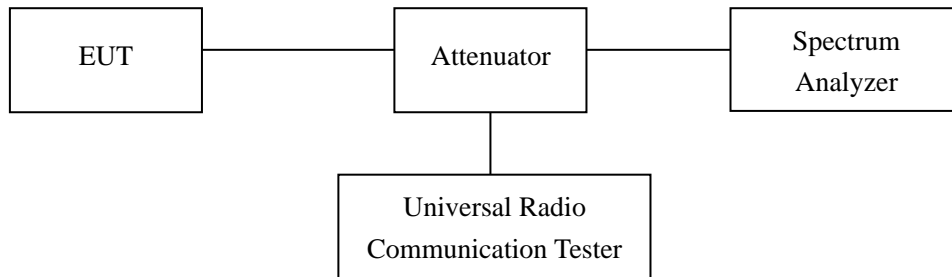 EUT
Attenuator
Spectrum
Analyzer
Universal Radio
Communication Tester